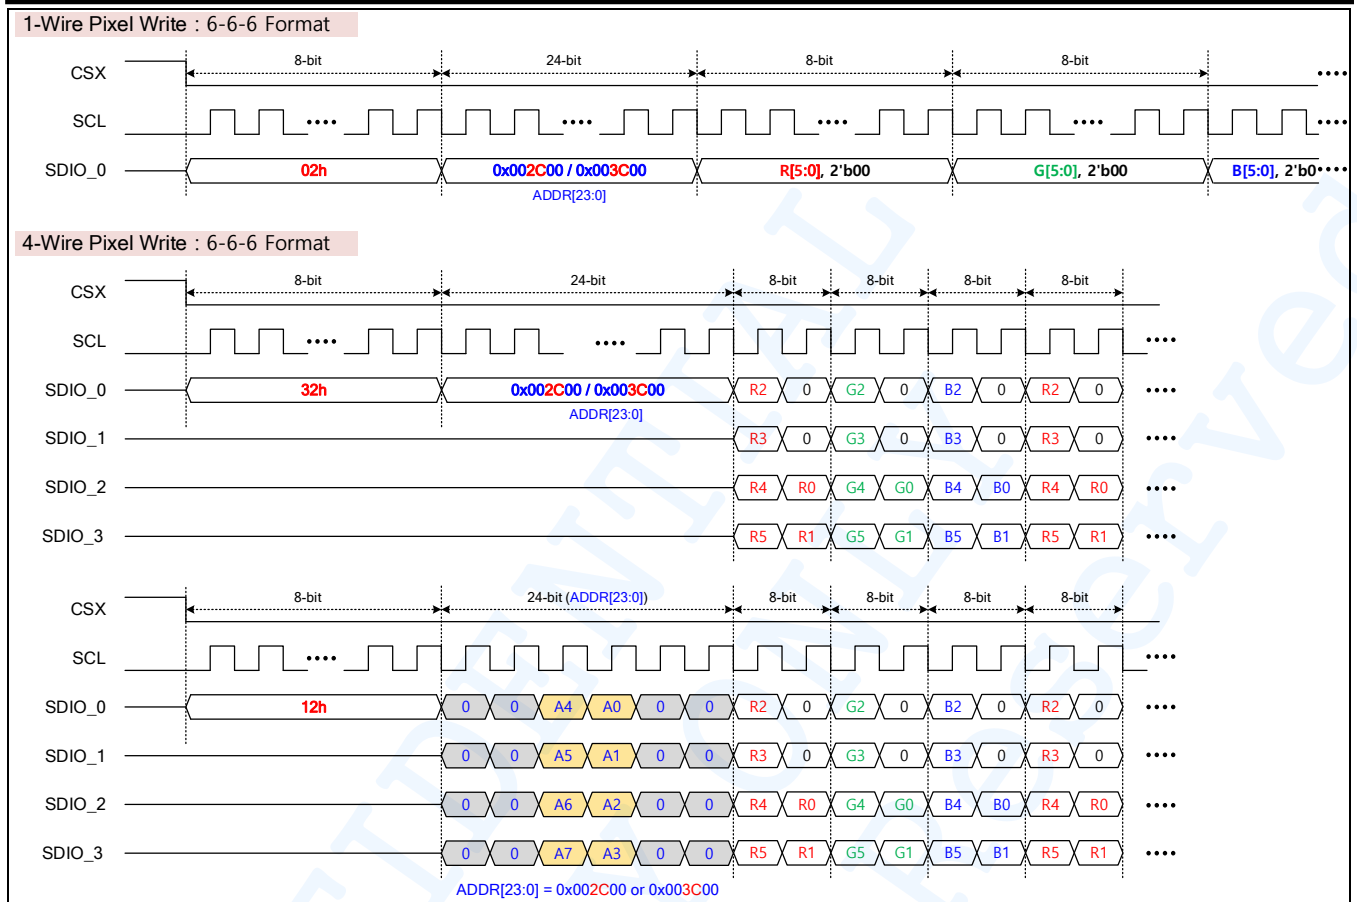 1-Wire Pixel Write : 6-6-6 Format
8-bit 24-bit 8-bit 8-bit
CSX ••••
SCL •••• •••• •••• •••• ••••
SDIO_0 02h 0x002C00 / 0x003C00 R[5:0], 2'b00 G[5:0], 2'b00 B[5:0], 2'b0 ••••
ADDR[23:0]
4-Wire Pixel Write : 6-6-6 Format
8-bit 24-bit 8-bit 8-bit 8-bit 8-bit
CSX
SCL •••• •••• ••••
SDIO_0 32h 0x002C00 / 0x003C00 R2 0 G2 0 B2 0 R2 0 ••••
ADDR[23:0]
SDIO_1 R3 0 G3 0 B3 0 R3 0 ••••
SDIO_2 R4 R0 G4 G0 B4 B0 R4 R0 ••••
SDIO_3 R5 R1 G5 G1 B5 B1 R5 R1 ••••
8-bit 24-bit (ADDR[23:0]) 8-bit 8-bit 8-bit 8-bit
CSX
SCL •••• ••••
SDIO_0 12h 0 0 A4 A0 0 0 R2 0 G2 0 B2 0 R2 0 ••••
SDIO_1 0 0 A5 A1 0 0 R3 0 G3 0 B3 0 R3 0 ••••
SDIO_2 0 0 A6 A2 0 0 R4 R0 G4 G0 B4 B0 R4 R0 ••••
SDIO_3 0 0 A7 A3 0 0 R5 R1 G5 G1 B5 B1 R5 R1 ••••
ADDR[23:0] = 0x002C00 or 0x003C00